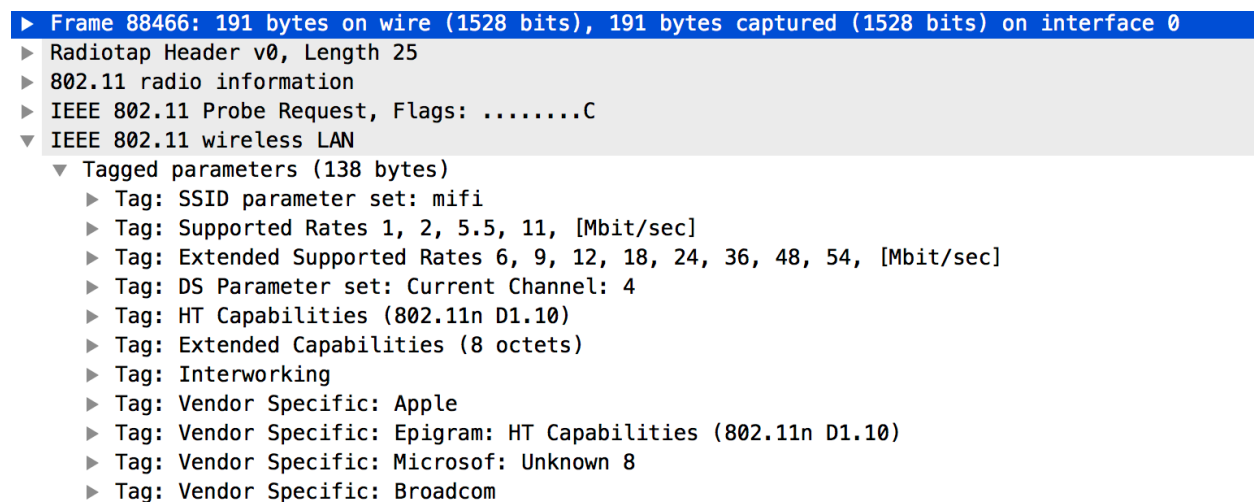 Frame 88466: 191 bytes on wire (1528 bits), 191 bytes captured (1528 bits) on interface 0
Radiotap Header v0, Length 25
802.11 radio information
IEEE 802.11 Probe Request, Flags: ........C
IEEE 802.11 wireless LAN
Tagged parameters (138 bytes)
Tag: SSID parameter set: mifi
Tag: Supported Rates 1, 2, 5.5, 11, [Mbit/sec]
Tag: Extended Supported Rates 6, 9, 12, 18, 24, 36, 48, 54, [Mbit/sec]
Tag: DS Parameter set: Current Channel: 4
Tag: HT Capabilities (802.11n D1.10)
Tag: Extended Capabilities (8 octets)
Tag: Interworking
Tag: Vendor Specific: Apple
Tag: Vendor Specific: Epigram: HT Capabilities (802.11n D1.10)
Tag: Vendor Specific: Microsof: Unknown 8
Tag: Vendor Specific: Broadcom